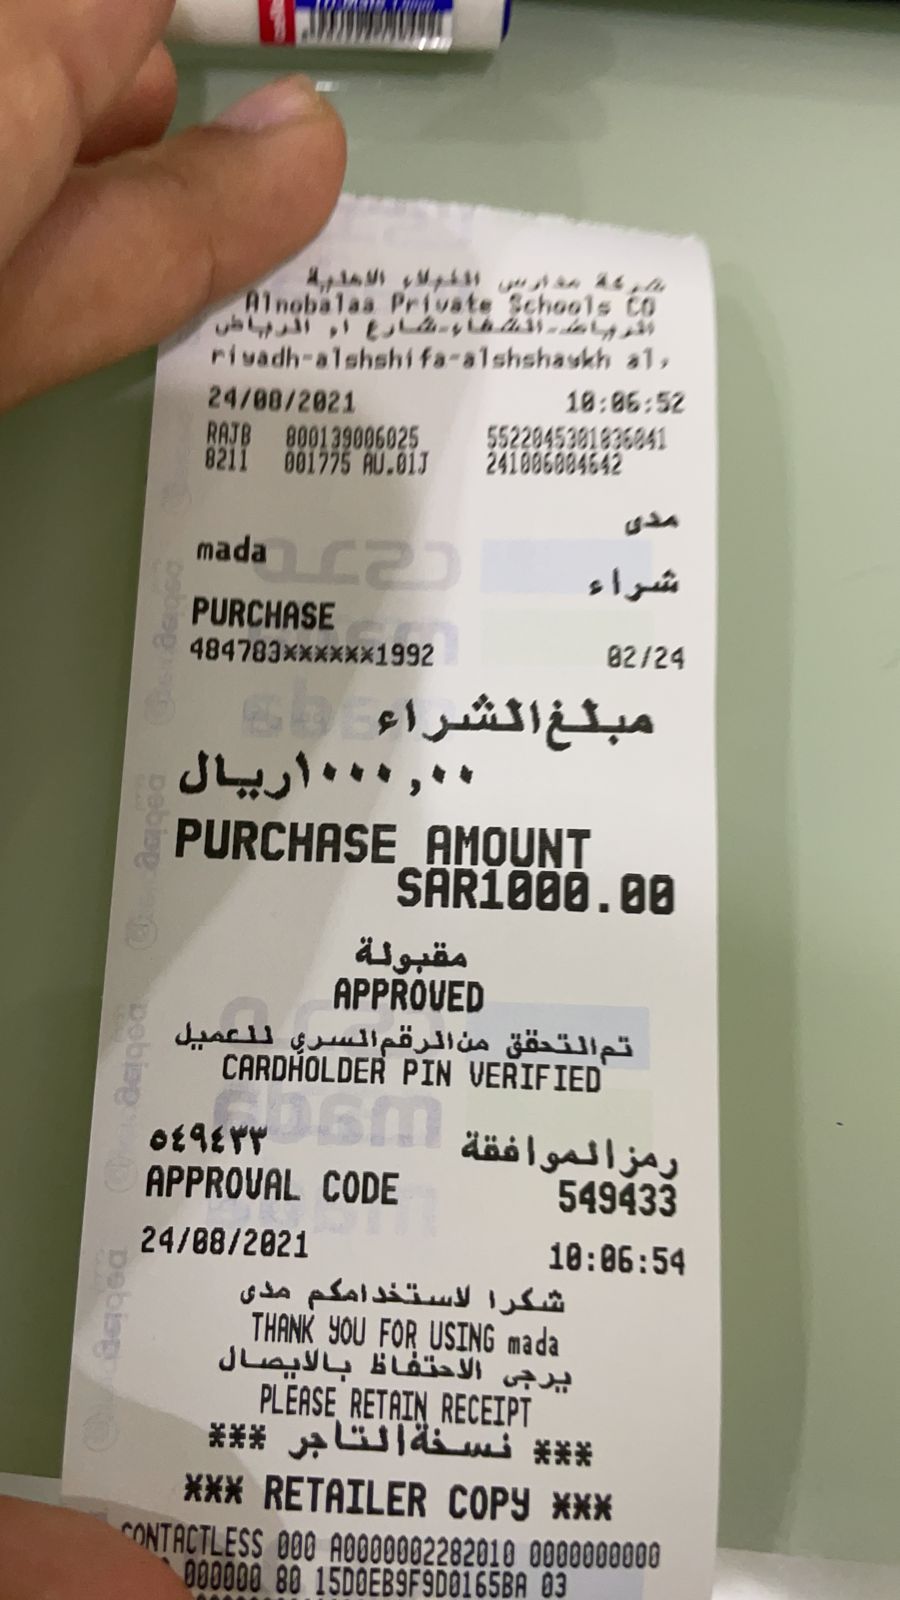 شركة مدارس النبلاء الاهلية
Alnobalaa Private Schools CO
الرياض-الشفاء-شارع او الرياض
riyadh-alshshifa-alshshaykh al,
24/08/2021 10:06:52
RAJB 800139006025 5522045301036041
8211 001775 AU.01J 241006004642
مدى
mada
شراء
PURCHASE
484783××××××1992 02/24
مبلغ الشراء
١٠٠٠,٠٠ ريال
PURCHASE AMOUNT
SAR1000.00
مقبولة
APPROVED
تم التحقق من الرقم السري للعميل
CARDHOLDER PIN VERIFIED
رمز الموافقة ٥٤٩٤٣٣
APPROVAL CODE 549433
24/08/2021 10:06:54
شكرا لاستخدامكم مدى
THANK YOU FOR USING mada
يرجى الاحتفاظ بالايصال
PLEASE RETAIN RECEIPT
*** نسخة التاجر ***
*** RETAILER COPY ***
CONTACTLESS 000 A0000002282010 0000000000
000000 80 15D0EB9F9D0165BA 03